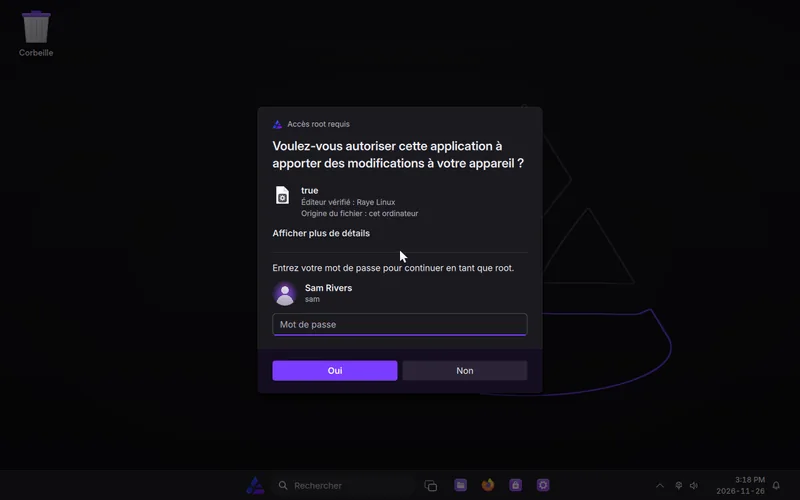 Corbeille
Accès root requis
Voulez-vous autoriser cette application à
apporter des modifications à votre appareil ?
true
Éditeur vérifié : Raye Linux
Origine du fichier : cet ordinateur
Afficher plus de détails
Entrez votre mot de passe pour continuer en tant que root.
Sam Rivers
sam
Mot de passe
Oui
Non
Rechercher
3:18 PM
2026-11-26